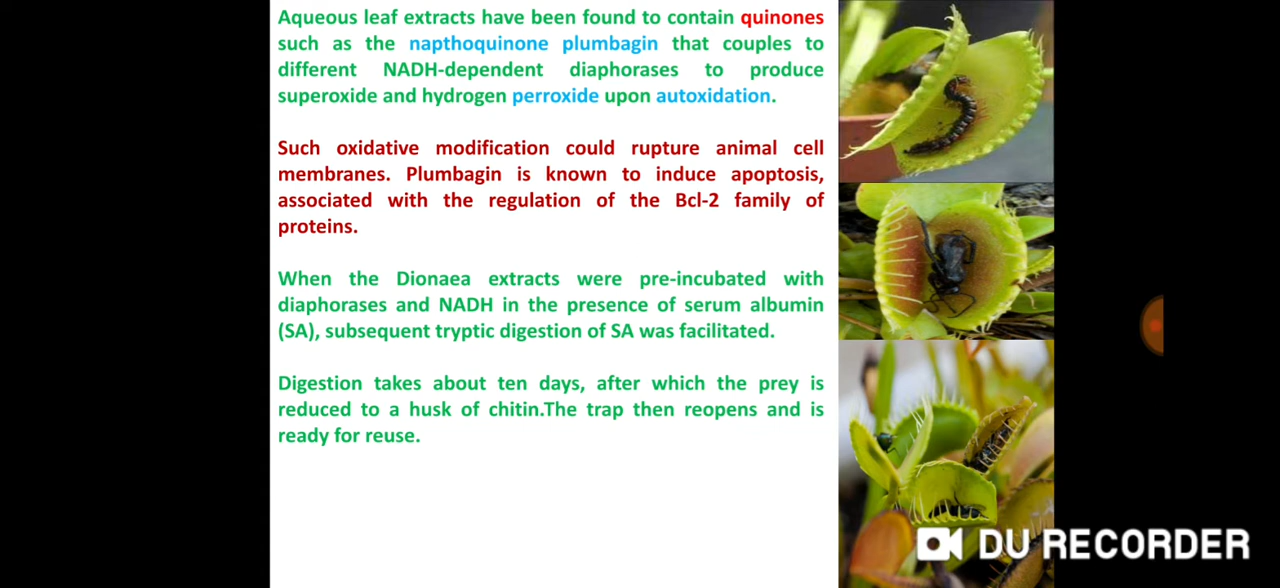 Aqueous leaf extracts have been found to contain quinones
such as the napthoquinone plumbagin that couples to
different NADH-dependent diaphorases to produce
superoxide and hydrogen perroxide upon autoxidation.
Such oxidative modification could rupture animal cell
membranes. Plumbagin is known to induce apoptosis,
associated with the regulation of the Bcl-2 family of
proteins.
When the Dionaea extracts were pre-incubated with
diaphorases and NADH in the presence of serum albumin
(SA), subsequent tryptic digestion of SA was facilitated.
Digestion takes about ten days, after which the prey is
reduced to a husk of chitin.The trap then reopens and is
ready for reuse.
DU RECORDER